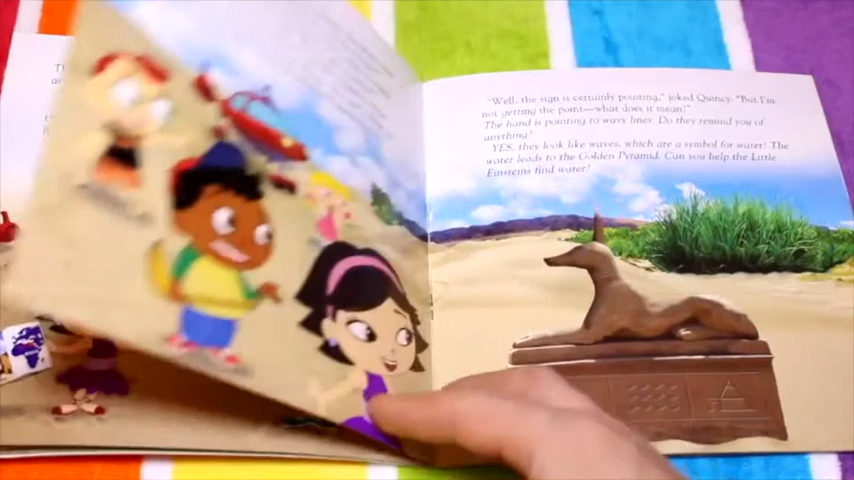 "Well, the sign is certainly pointing," joked Quincy. "But I'm
not getting the point—what does it mean?"
The hand is pointing to wavy lines. Do they remind you of
anything?
YES, they look like waves, which are a symbol for water! The
water leads to the Golden Pyramid. Can you help the Little
Einsteins find water?